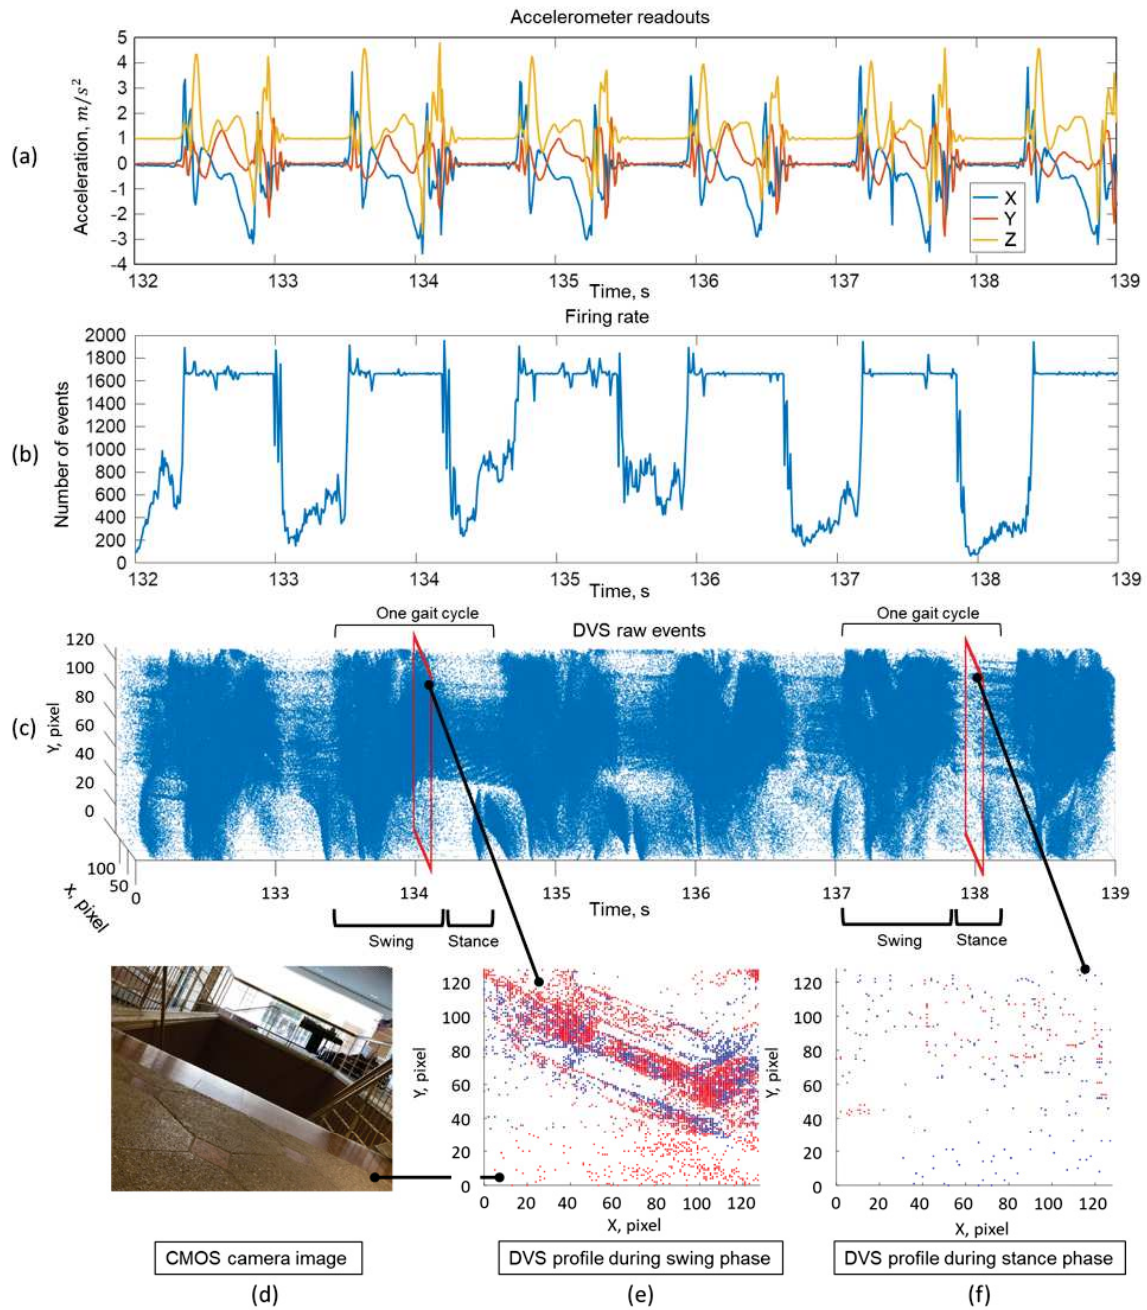 Accelerometer readouts
5
4
3
2
1
0
-1
-2
-3
-4
Acceleration, m/s²
(a)
X
Y
Z
132 133 134 135 136 137 138 139
Time, s
Firing rate
2000
1800
1600
1400
1200
1000
800
600
400
200
0
Number of events
(b)
132 133 134 135 136 137 138 139
Time, s
One gait cycle
DVS raw events
One gait cycle
120
100
80
60
40
20
0
Y, pixel
(c)
100
50
0
X, pixel
133 134 135 136 137 138 139
Time, s
Swing Stance
Swing Stance
120
100
80
60
40
20
0
Y, pixel
0 20 40 60 80 100 120
X, pixel
120
100
80
60
40
20
0
Y, pixel
0 20 40 60 80 100 120
X, pixel
CMOS camera image
DVS profile during swing phase
DVS profile during stance phase
(d)
(e)
(f)